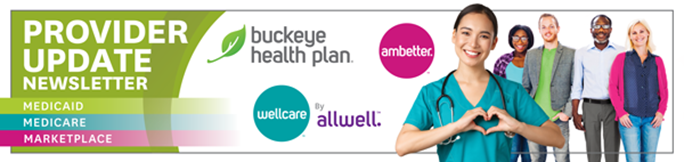 PROVIDER
UPDATE
NEWSLETTER
MEDICAID
MEDICARE
MARKETPLACE
buckeye
health plan.
ambetter.
wellcare
By
allwell.